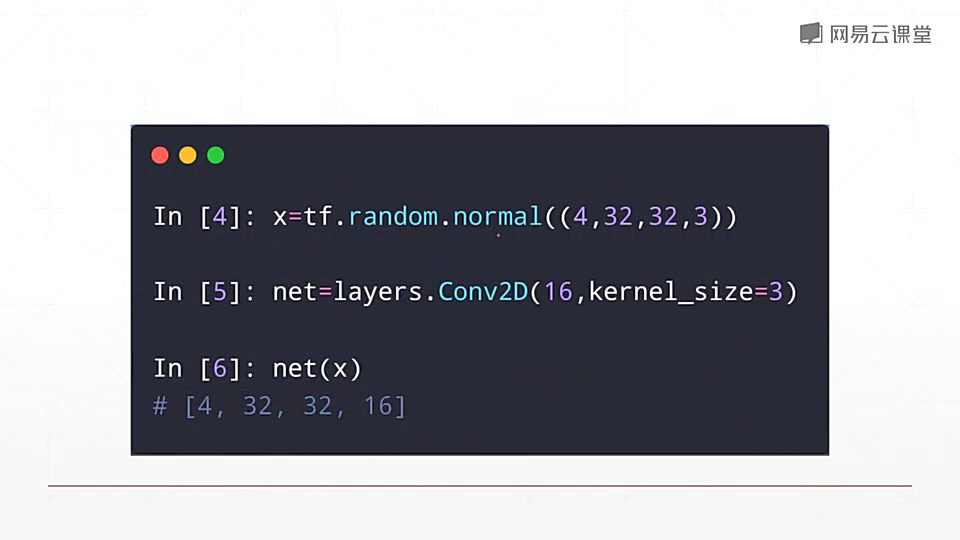 网易云课堂
In [4]: x=tf.random.normal((4,32,32,3))
In [5]: net=layers.Conv2D(16,kernel_size=3)
In [6]: net(x)
# [4, 32, 32, 16]